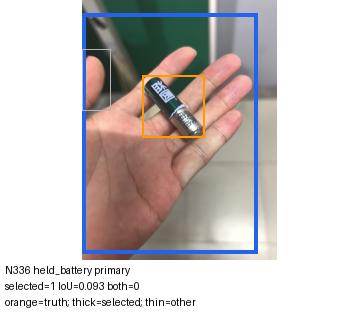 N336 held_battery primary
selected=1 IoU=0.093 both=0
orange=truth; thick=selected; thin=other